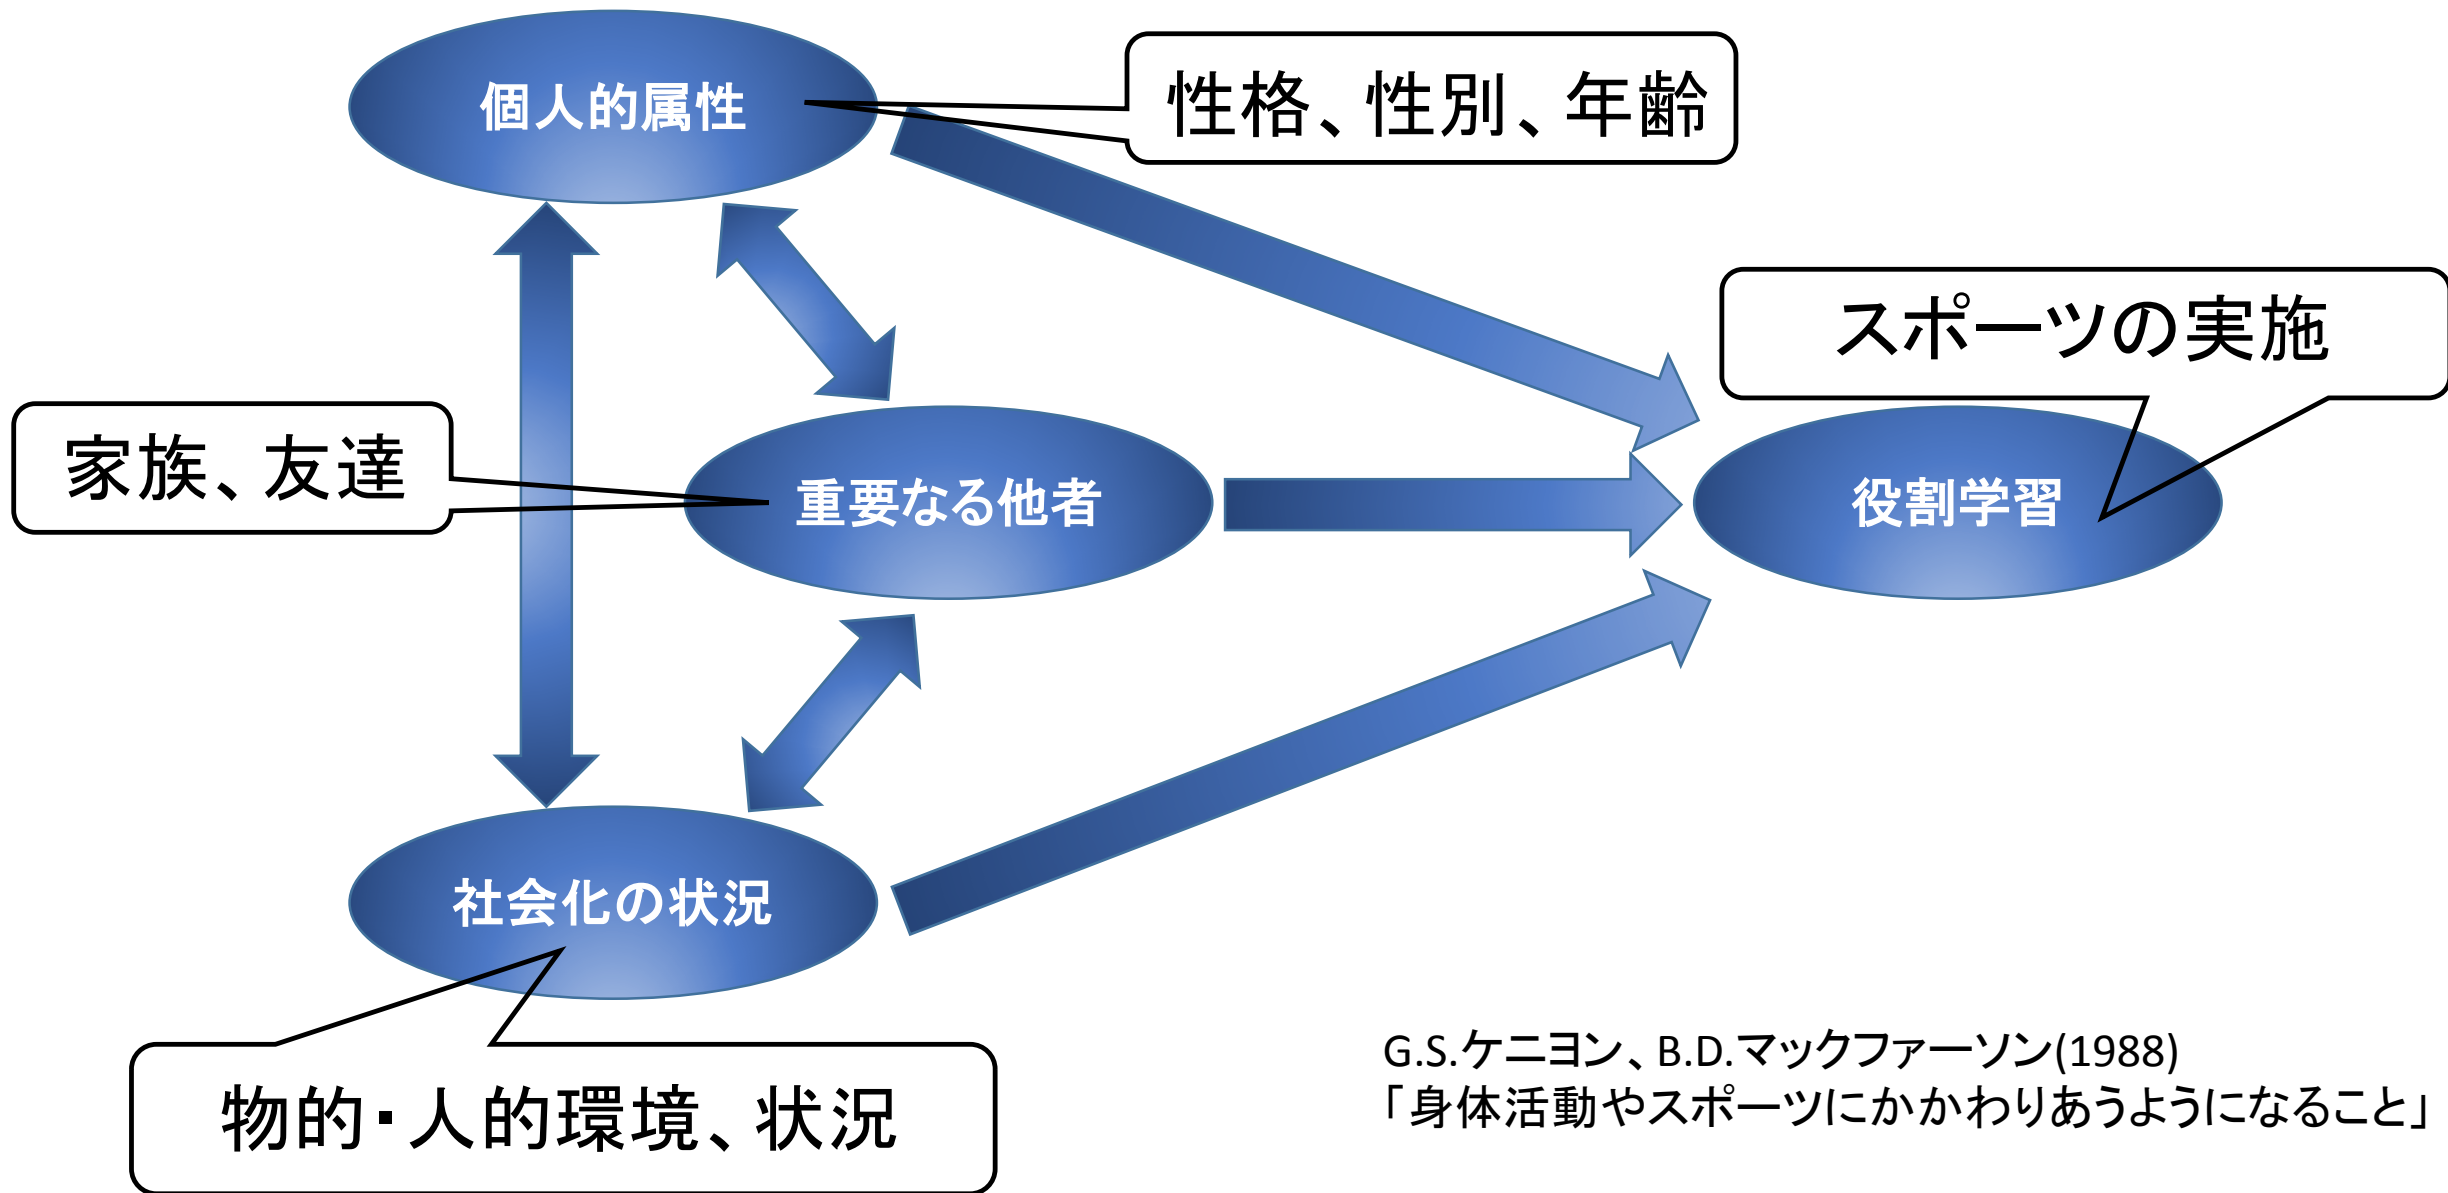 個人的属性
性格、性別、年齢
スポーツの実施
家族、友達
重要なる他者
役割学習
社会化の状況
物的・人的環境、状況
G.S.ケニヨン、B.D.マックファーソン(1988)
「身体活動やスポーツにかかわりあうようになること」